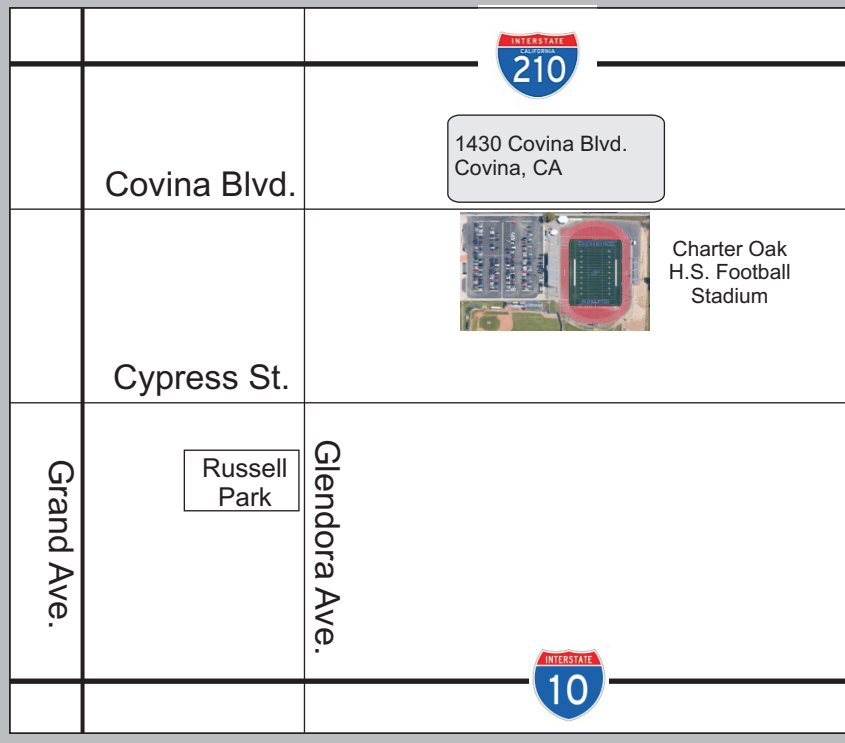 INTERSTATE
CALIFORNIA
210
1430 Covina Blvd.
Covina, CA
Covina Blvd.
Charter Oak
H.S. Football
Stadium
Cypress St.
Russell
Park
Grand Ave.
Glendora Ave.
INTERSTATE
10